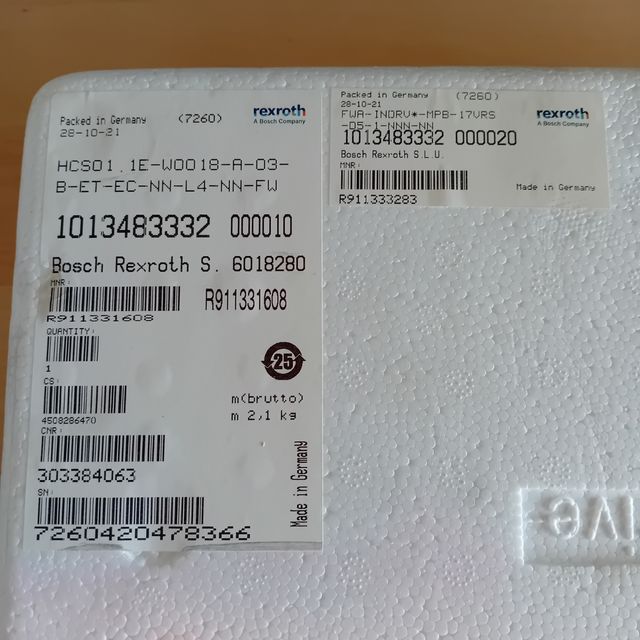 Packed in Germany (7260)
28-10-21
rexroth
A Bosch Company
HCS01.1E-W0018-A-03-
B-ET-EC-NN-L4-NN-FW
1013483332 000010
Bosch Rexroth S. 6018280
MNR:
R911331608
R911331608
QUANTITY:
1
CS:
4508286470
CNR:
303384063
SN:
7260420478366
25
m(brutto)
m 2,1 kg
Made in Germany
Packed in Germany (7260)
28-10-21
rexroth
A Bosch Company
FWA-INDRV*-MPB-17VRS
-D5-1-NNN-NN
1013483332 000020
Bosch Rexroth S.L.U.
MNR:
Made in Germany
R911333283
ive